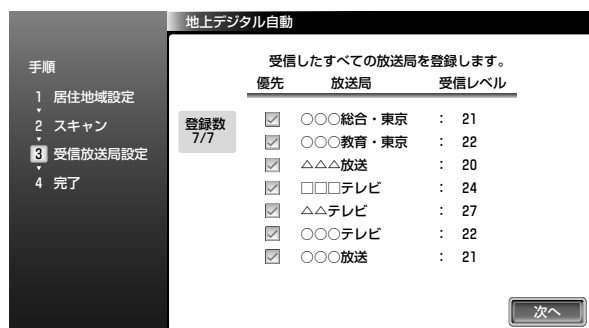 地上デジタル自動
手順
1 居住地域設定
2 スキャン
3 受信放送局設定
4 完了
受信したすべての放送局を登録します。
優先 放送局 受信レベル
登録数
7/7
○○○総合・東京 : 21
○○○教育・東京 : 22
△△△放送 : 20
□□□テレビ : 24
△△テレビ : 27
○○○テレビ : 22
○○○放送 : 21
次へ